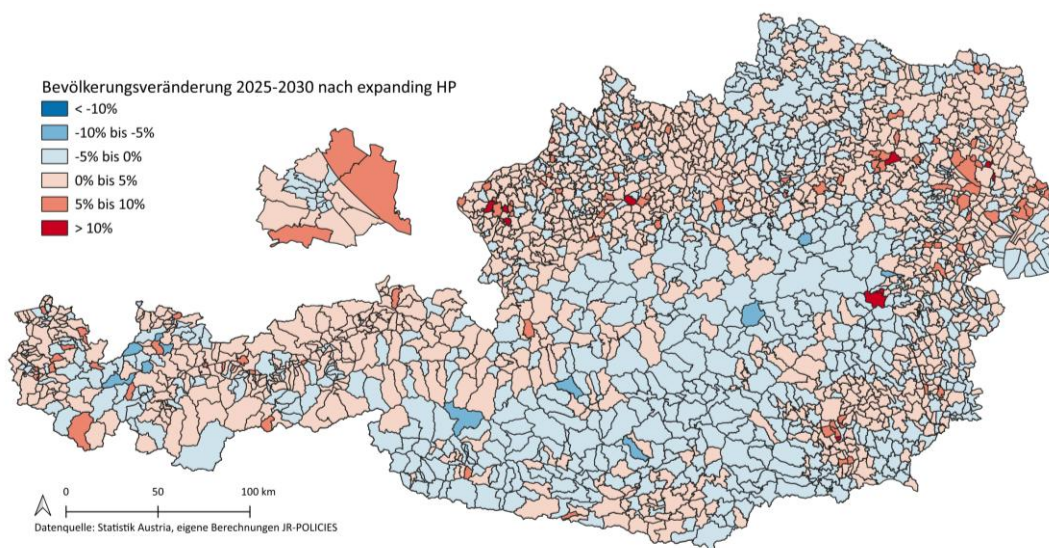 Bevölkerungsveränderung 2025-2030 nach expanding HP
< -10%
-10% bis -5%
-5% bis 0%
0% bis 5%
5% bis 10%
> 10%
0 50 100 km
Datenquelle: Statistik Austria, eigene Berechnungen JR-POLICIES